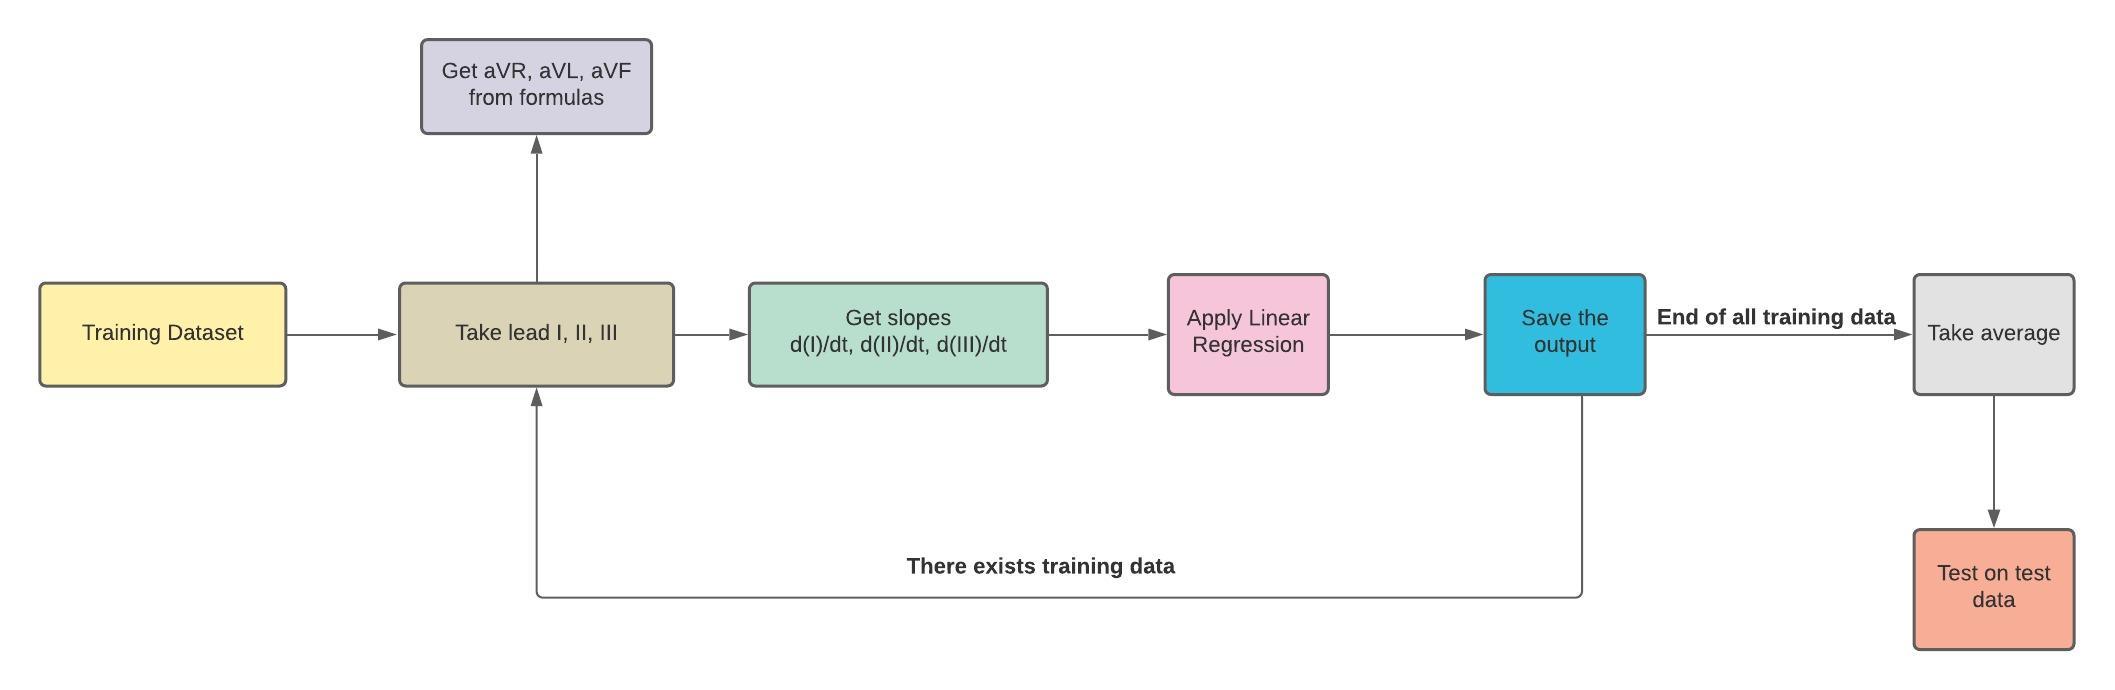 Get aVR, aVL, aVF
from formulas
Training Dataset
Take lead I, II, III
Get slopes
d(I)/dt, d(II)/dt, d(III)/dt
Apply Linear
Regression
Save the
output
End of all training data
Take average
There exists training data
Test on test
data